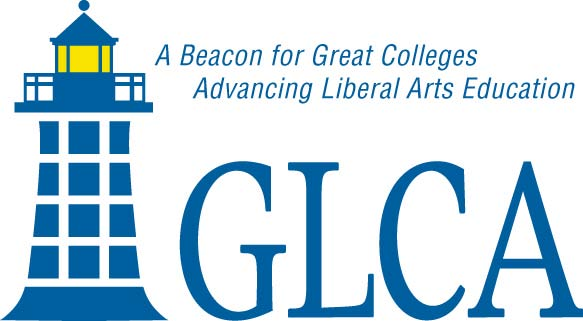 A Beacon for Great Colleges
Advancing Liberal Arts Education
GLCA